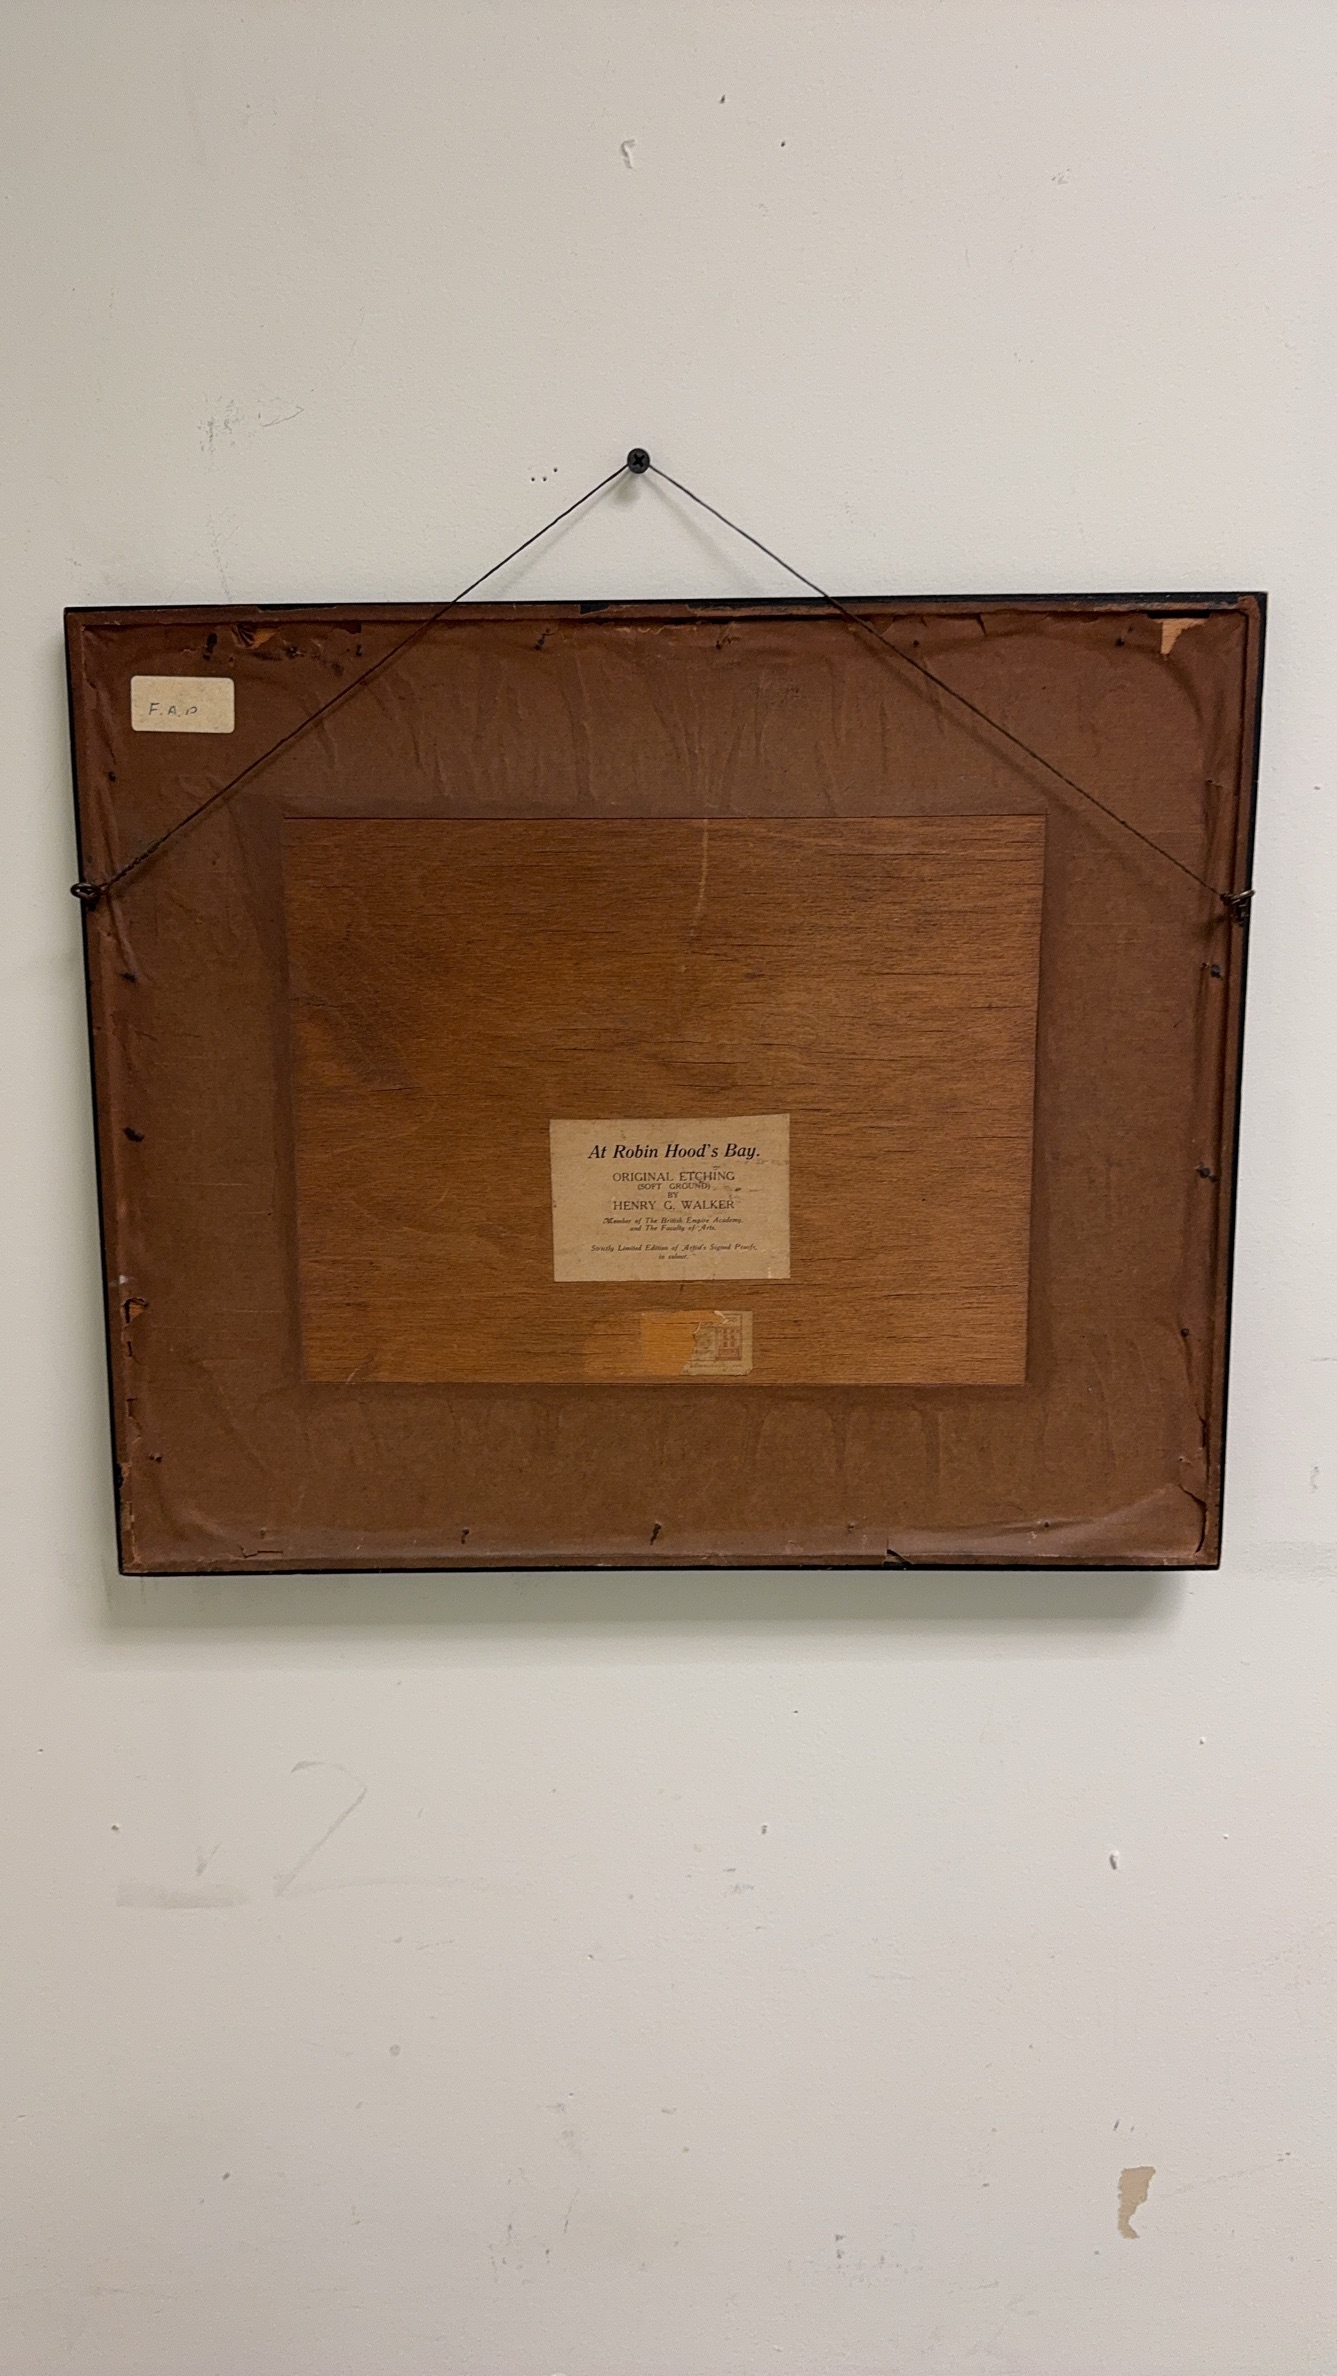 F.A.P
At Robin Hood's Bay.
ORIGINAL ETCHING
(SOFT GROUND)
BY
HENRY G. WALKER
Member of The British Empire Academy,
and The Faculty of Arts.
Strictly Limited Edition of Artist's Signed Proofs,
in colour.